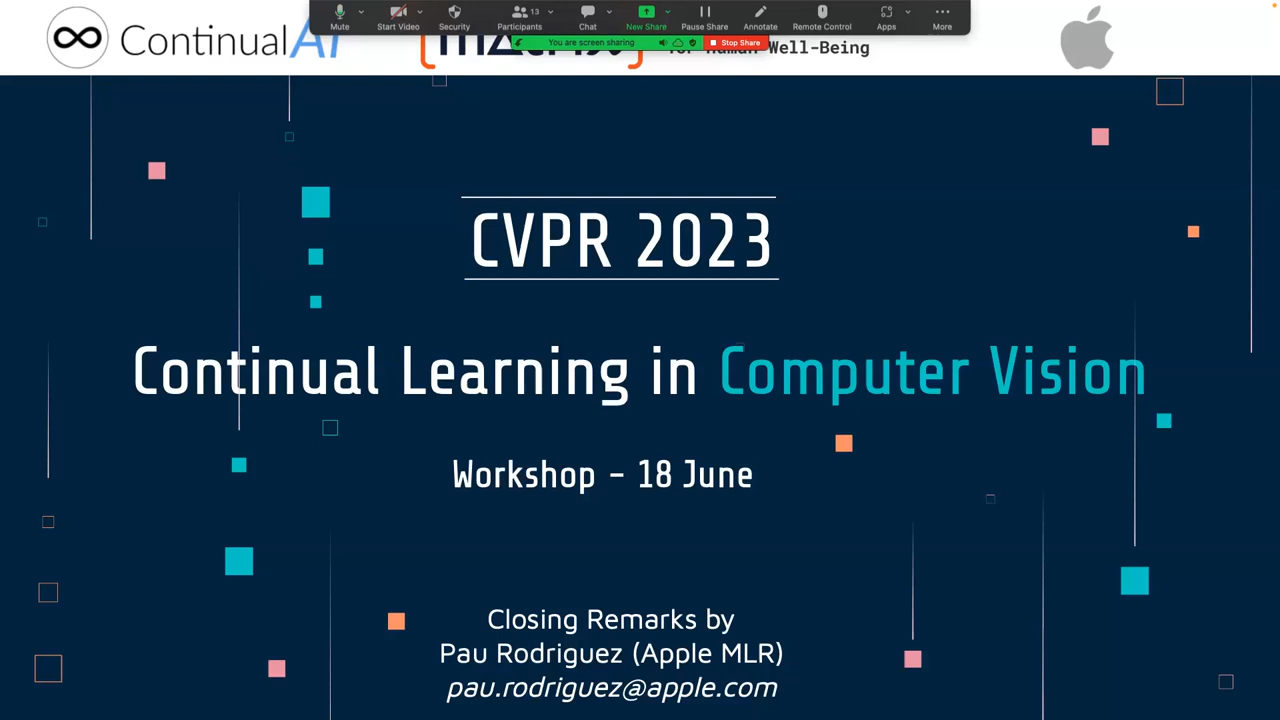 Mute
Start Video
Security
Participants
13
Chat
New Share
Pause Share
Annotate
Remote Control
Apps
More
You are screen sharing
Stop Share
ContinualAI
Well-Being
CVPR 2023
Continual Learning in Computer Vision
Workshop - 18 June
Closing Remarks by
Pau Rodriguez (Apple MLR)
pau.rodriguez@apple.com